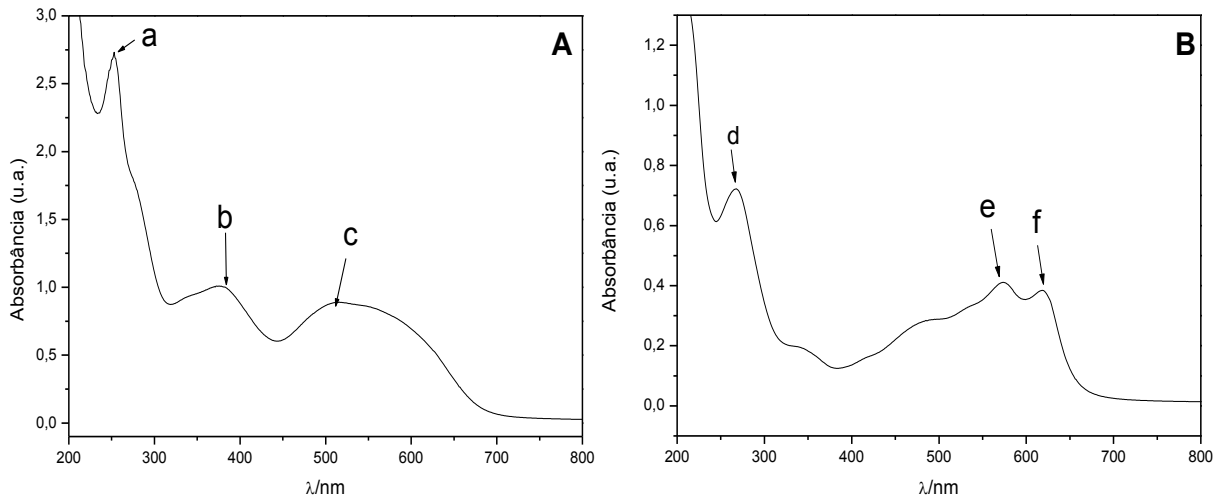 A
a
b
c
3,0
2,5
2,0
1,5
1,0
0,5
0,0
Absorbância (u.a.)
200 300 400 500 600 700 800
λ/nm
B
d
e
f
1,2
1,0
0,8
0,6
0,4
0,2
0,0
Absorbância (u.a.)
200 300 400 500 600 700 800
λ/nm